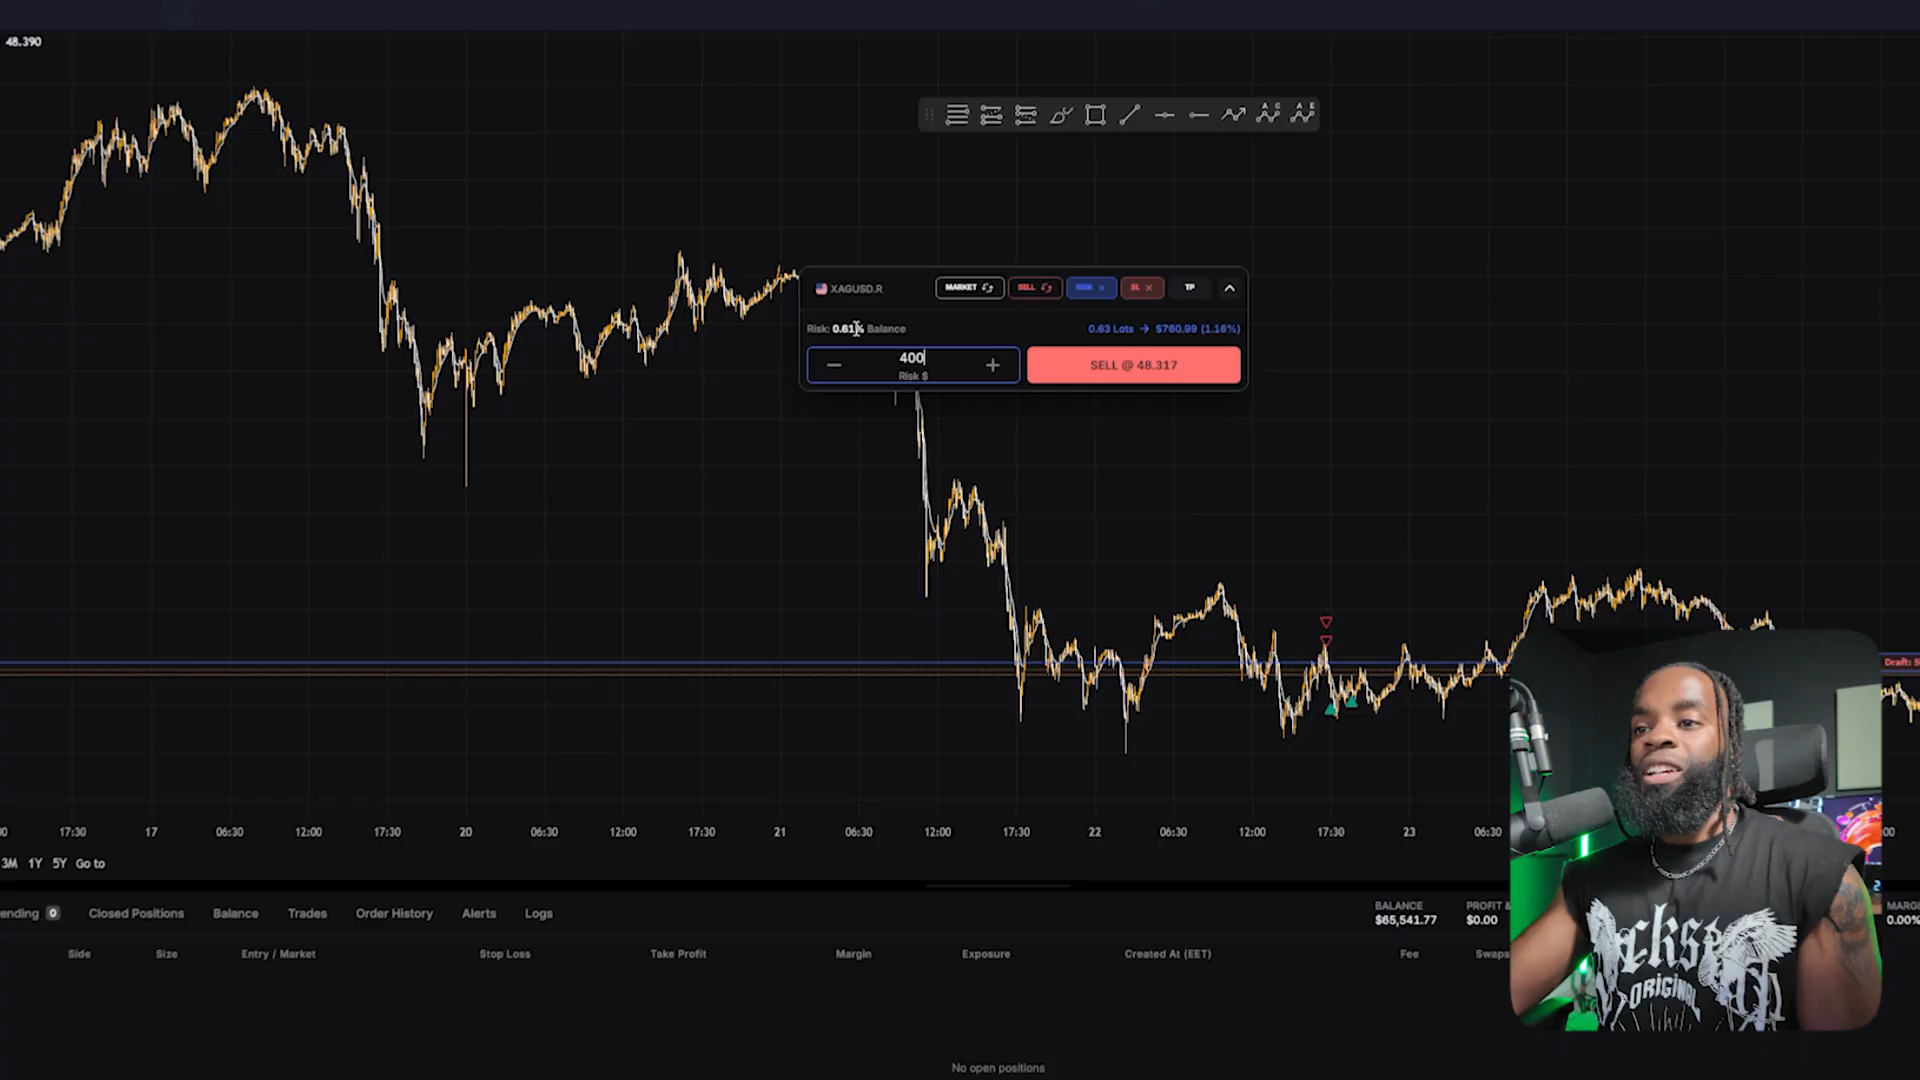 48.390
XAGUSD.R MARKET SELL RISK × SL × TP
Risk: 0.61% Balance 0.63 Lots → $760.99 (1.16%)
− 400 +
Risk $
SELL @ 48.317
Draft: S
17:30 17 06:30 12:00 17:30 20 06:30 12:00 17:30 21 06:30 12:00 17:30 22 06:30 12:00 17:30 23 06:30
3M 1Y 5Y Go to
ending 0 Closed Positions Balance Trades Order History Alerts Logs
BALANCE PROFIT & MARG
$65,541.77 $0.00 0.00%
Side Size Entry / Market Stop Loss Take Profit Margin Exposure Created At (EET) Fee Swaps
ORIGINAL
No open positions